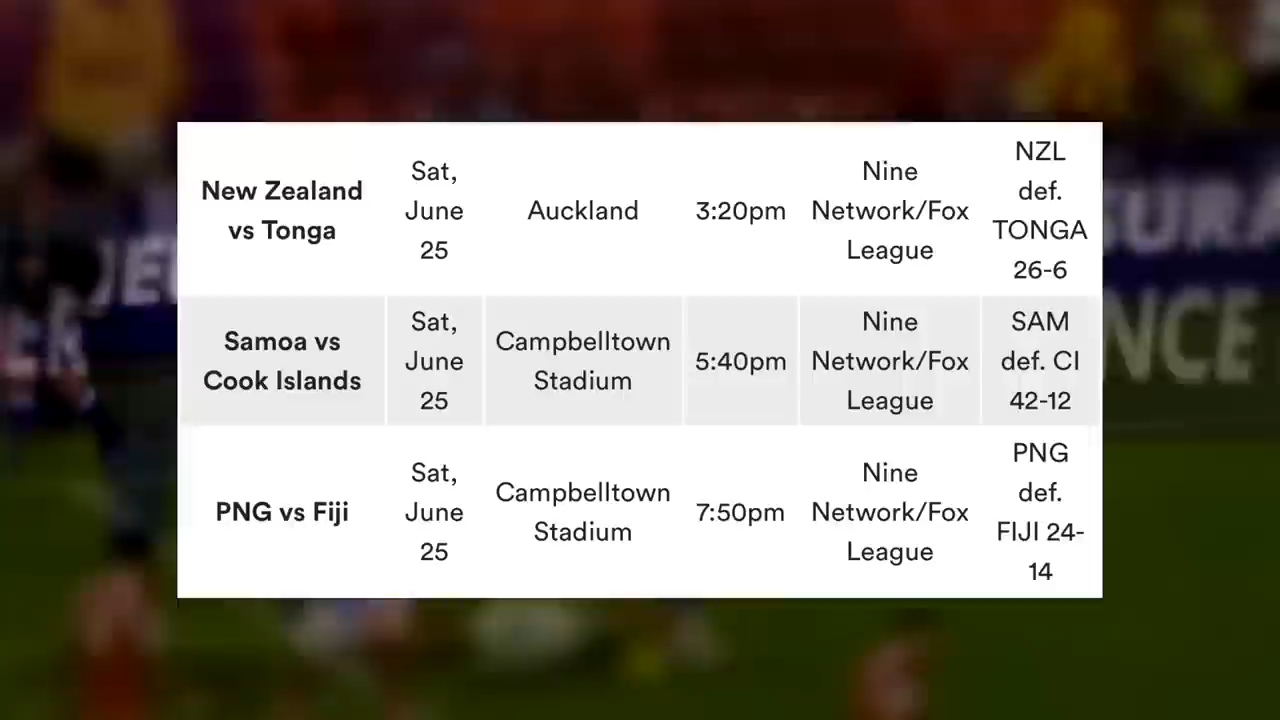 New Zealand
vs Tonga
Sat,
June
25
Auckland
3:20pm
Nine
Network/Fox
League
NZL
def.
TONGA
26-6
Samoa vs
Cook Islands
Sat,
June
25
Campbelltown
Stadium
5:40pm
Nine
Network/Fox
League
SAM
def. CI
42-12
PNG vs Fiji
Sat,
June
25
Campbelltown
Stadium
7:50pm
Nine
Network/Fox
League
PNG
def.
FIJI 24-
14
SURA
NCE